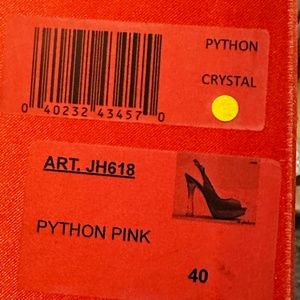 PYTHON
CRYSTAL
0 40232 43457 0
ART. JH618
PYTHON PINK
40